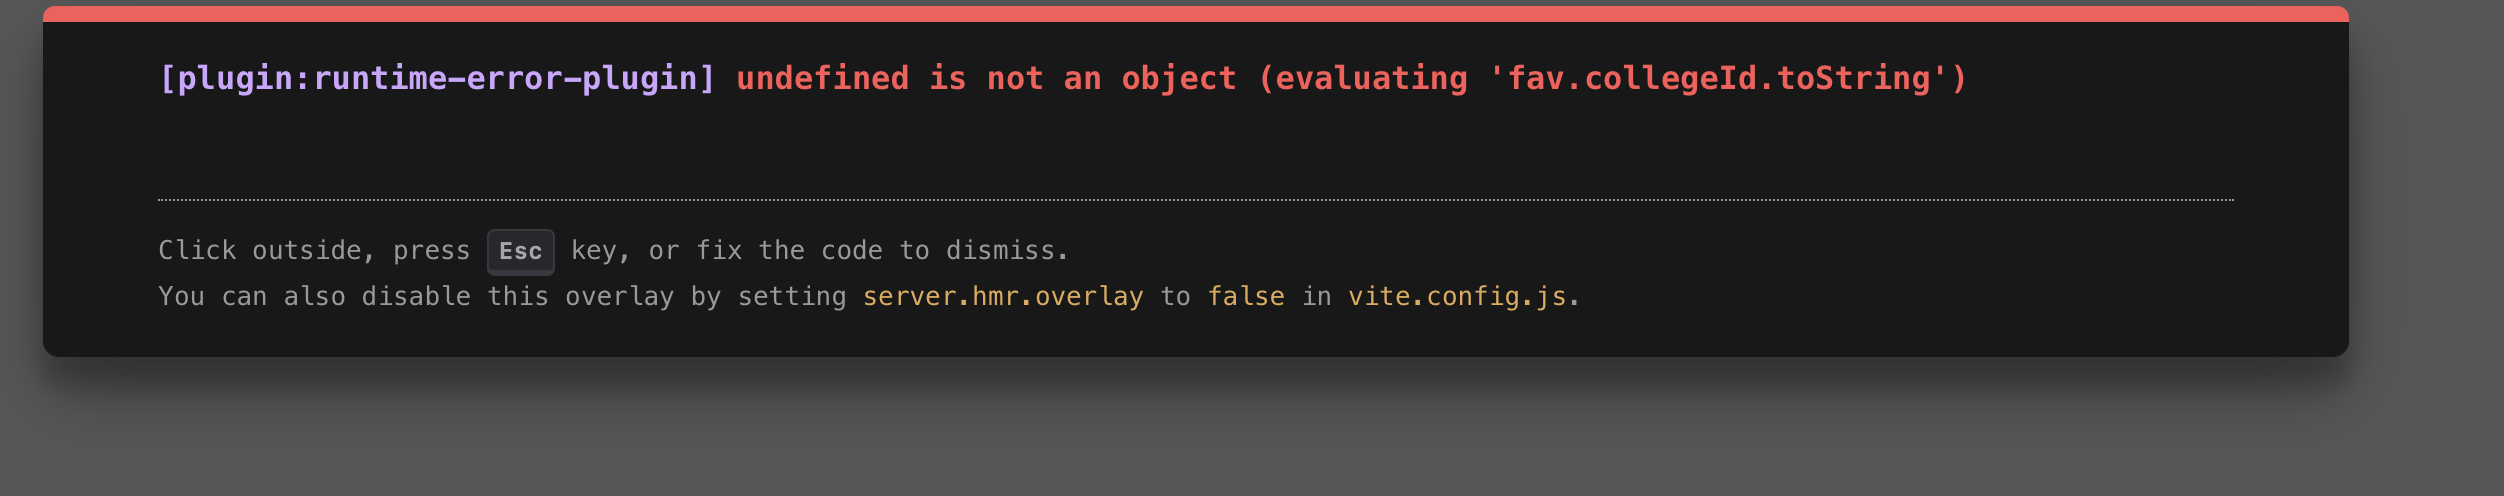 [plugin:runtime-error-plugin] undefined is not an object (evaluating 'fav.collegeId.toString')
Click outside, press Esc key, or fix the code to dismiss.
You can also disable this overlay by setting server.hmr.overlay to false in vite.config.js.